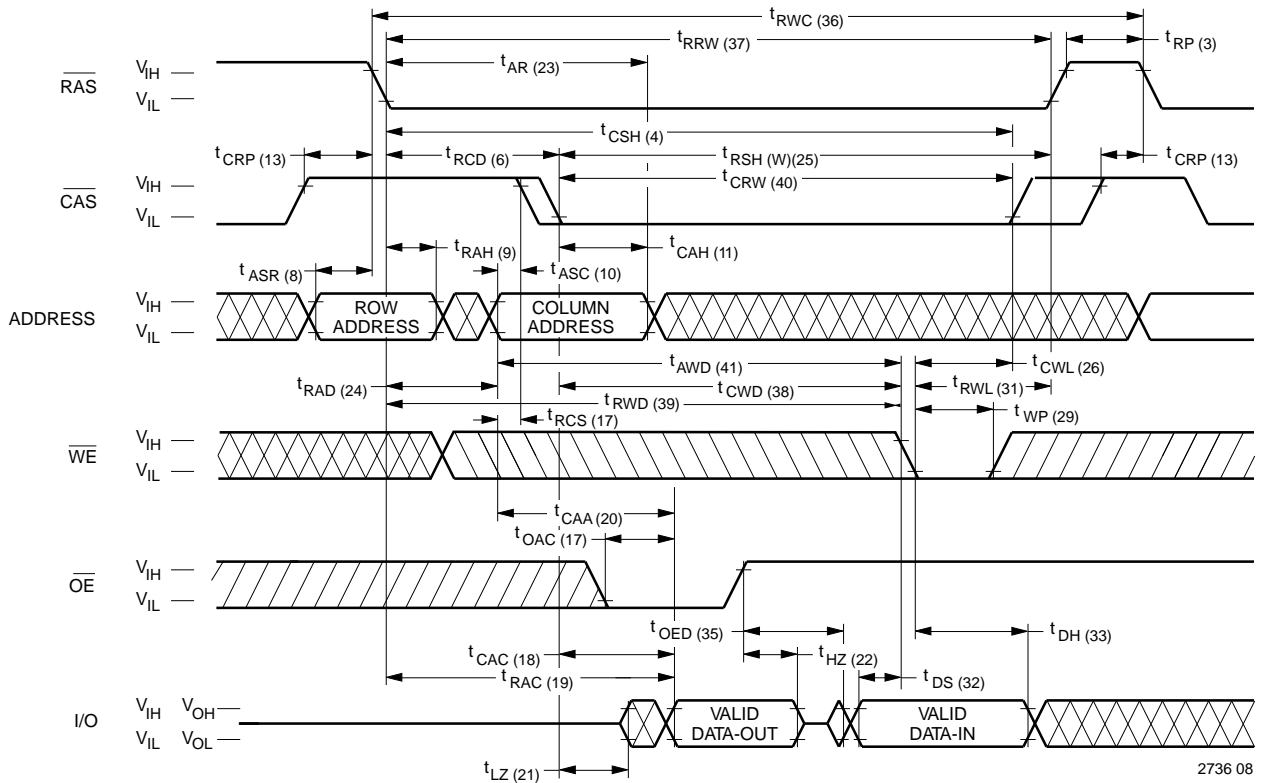 tRWC (36)
tRRW (37)
tRP (3)
tAR (23)
RAS
VIH
VIL
tCSH (4)
tCRP (13)
tRCD (6)
tRSH (W)(25)
tCRP (13)
tCRW (40)
CAS
VIH
VIL
tRAH (9)
tCAH (11)
tASR (8)
tASC (10)
ADDRESS
VIH
VIL
ROW
ADDRESS
COLUMN
ADDRESS
tAWD (41)
tCWL (26)
tRAD (24)
tCWD (38)
tRWL (31)
tRWD (39)
tRCS (17)
tWP (29)
WE
VIH
VIL
tCAA (20)
tOAC (17)
OE
VIH
VIL
tOED (35)
tDH (33)
tCAC (18)
tHZ (22)
tRAC (19)
tDS (32)
I/O
VIH VOH
VIL VOL
VALID
DATA-OUT
VALID
DATA-IN
tLZ (21)
2736 08